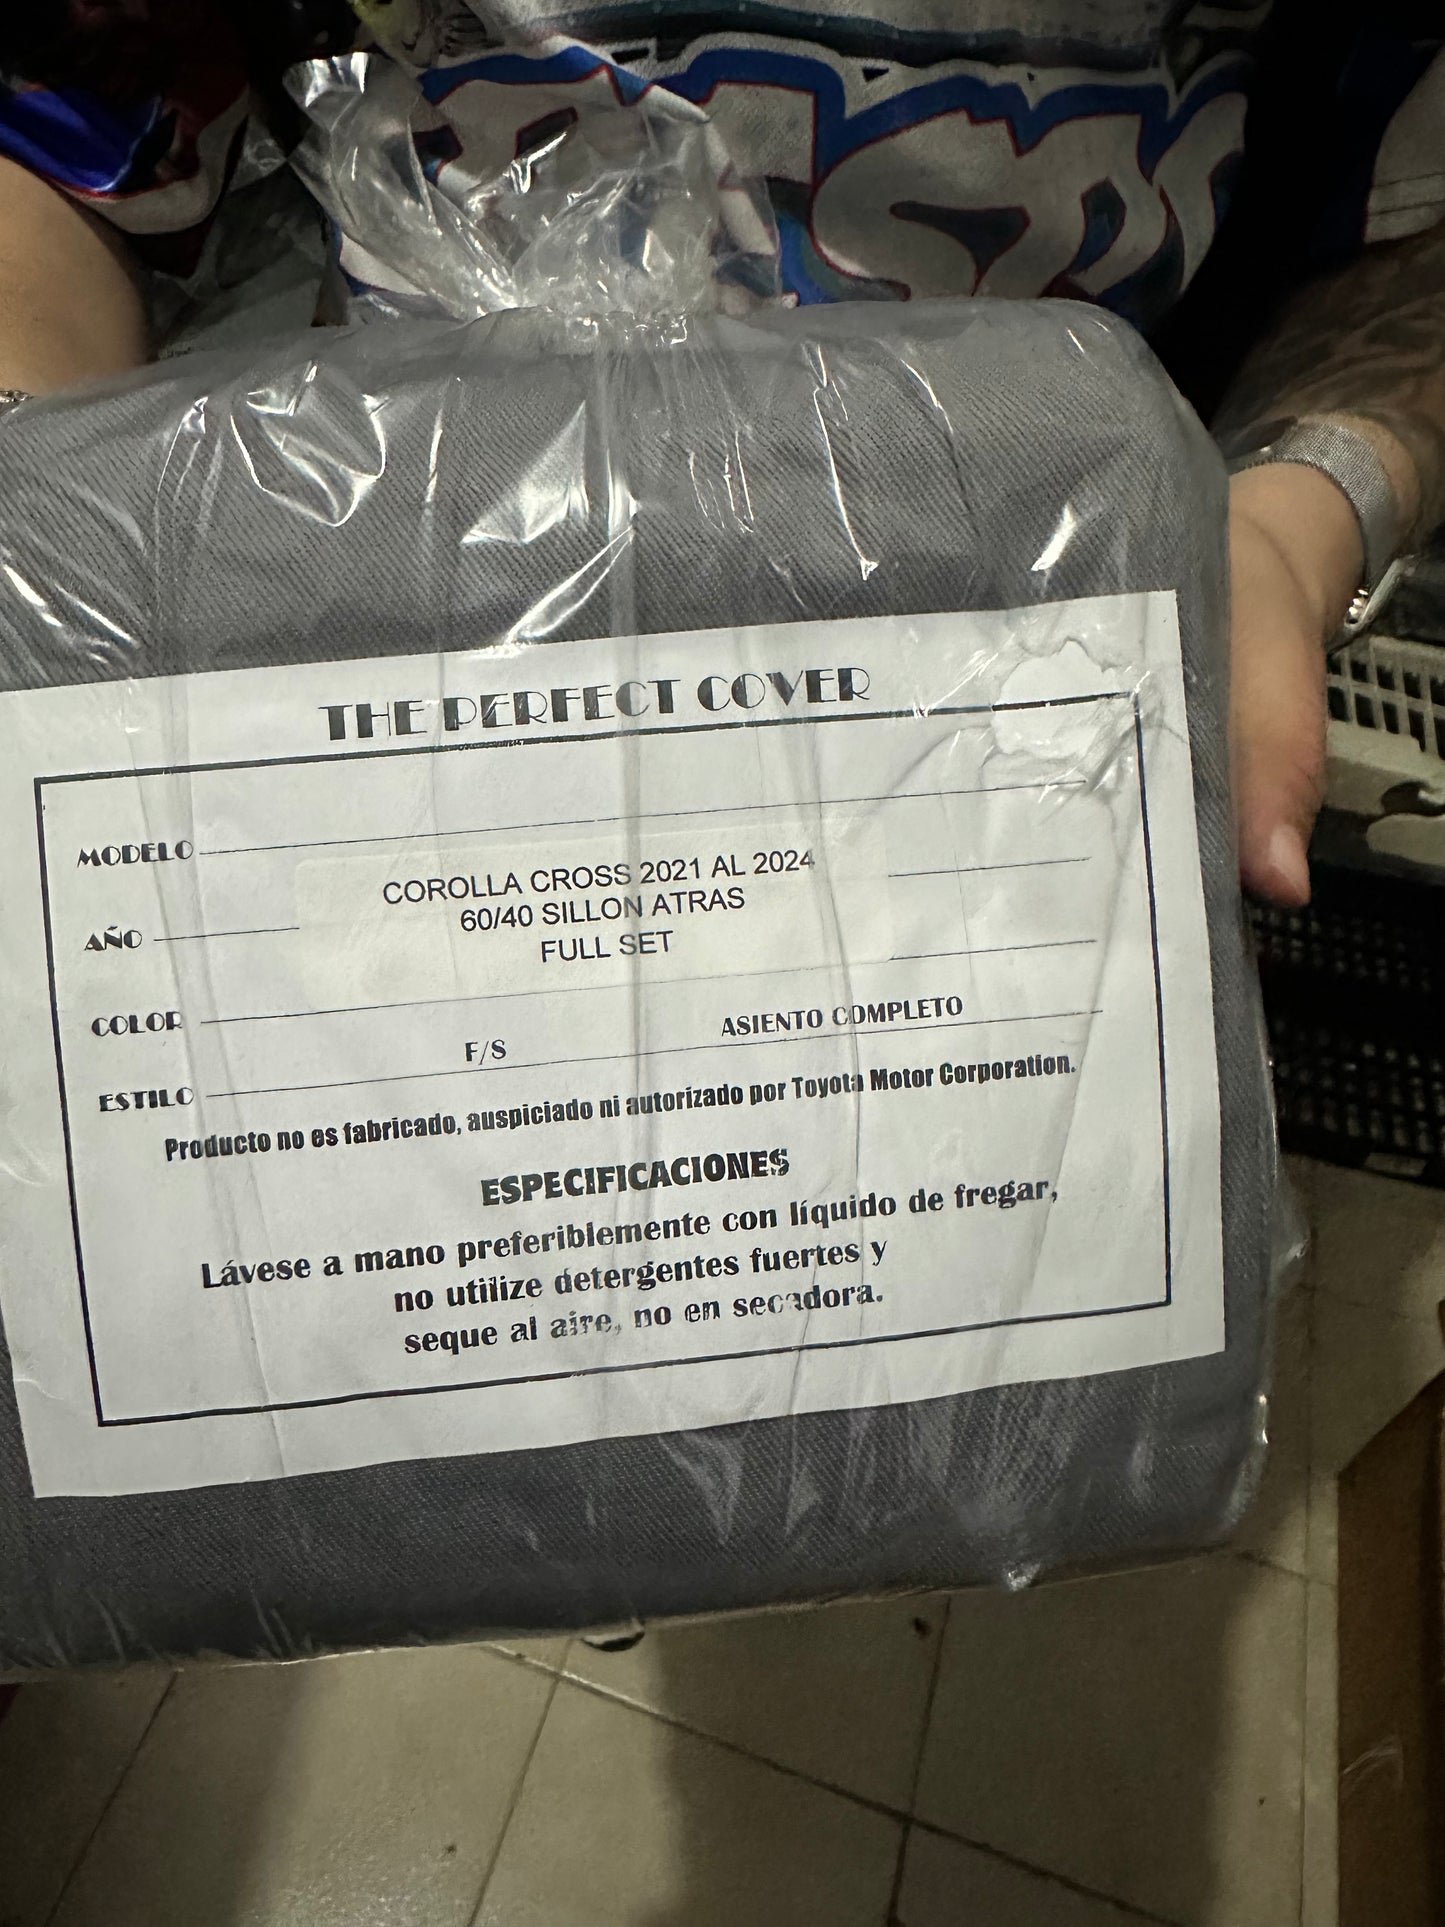 THE PERFECT COVER
MODELO
COROLLA CROSS 2021 AL 2024
60/40 SILLON ATRAS
FULL SET
AÑO
COLOR
F/S
ASIENTO COMPLETO
ESTILO
Producto no es fabricado, auspiciado ni autorizado por Toyota Motor Corporation.
ESPECIFICACIONES
Lávese a mano preferiblemente con líquido de fregar,
no utilize detergentes fuertes y
seque al aire, no en secadora.